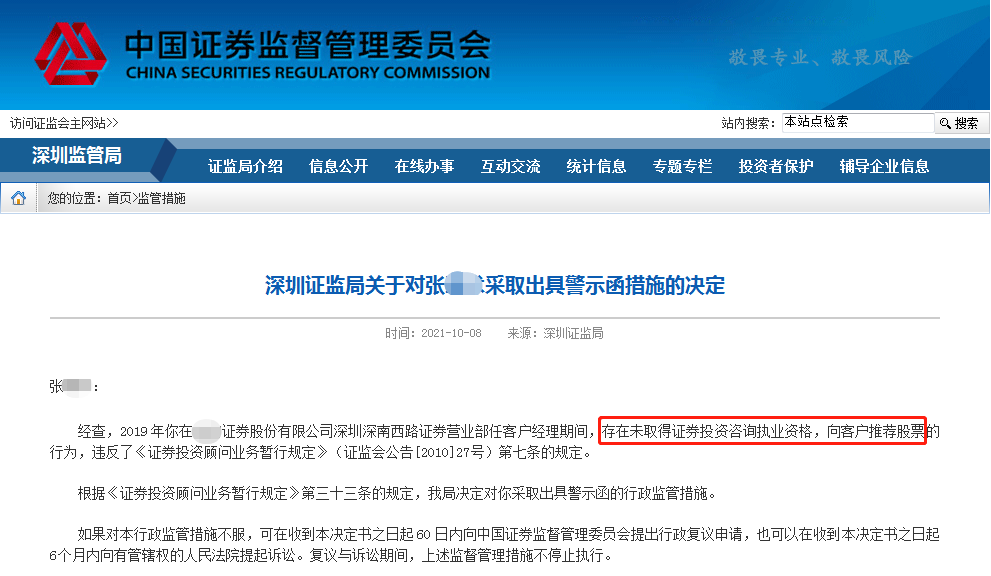 中国证券监督管理委员会
CHINA SECURITIES REGULATORY COMMISSION
敬畏专业、敬畏风险
访问证监会主网站>>
站内搜索： 本站点检索 搜索
深圳监管局
证监局介绍 信息公开 在线办事 互动交流 统计信息 专题专栏 投资者保护 辅导企业信息
您的位置：首页>监管措施
深圳证监局关于对张 采取出具警示函措施的决定
时间：2021-10-08 来源：深圳证监局
张 ：
经查，2019 年你在 证券股份有限公司深圳深南西路证券营业部任客户经理期间，存在未取得证券投资咨询执业资格，向客户推荐股票的
行为，违反了《证券投资顾问业务暂行规定》（证监会公告[2010]27号）第七条的规定。
根据《证券投资顾问业务暂行规定》第三十三条的规定，我局决定对你采取出具警示函的行政监管措施。
如果对本行政监管措施不服，可在收到本决定书之日起 60 日内向中国证券监督管理委员会提出行政复议申请，也可以在收到本决定书之日起
6个月内向有管辖权的人民法院提起诉讼。复议与诉讼期间，上述监督管理措施不停止执行。